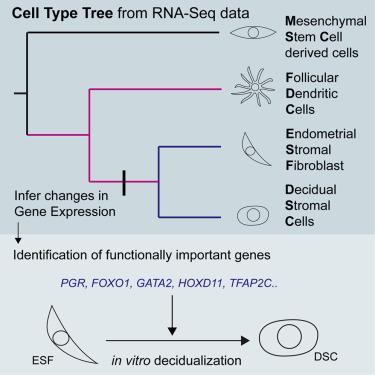 Cell Type Tree from RNA-Seq data
Mesenchymal
Stem Cell
derived cells
Follicular
Dendritic
Cells
Endometrial
Stromal
Fibroblast
Decidual
Stromal
Cells
Infer changes in
Gene Expression
Identification of functionally important genes
PGR, FOXO1, GATA2, HOXD11, TFAP2C..
ESF
in vitro decidualization
DSC